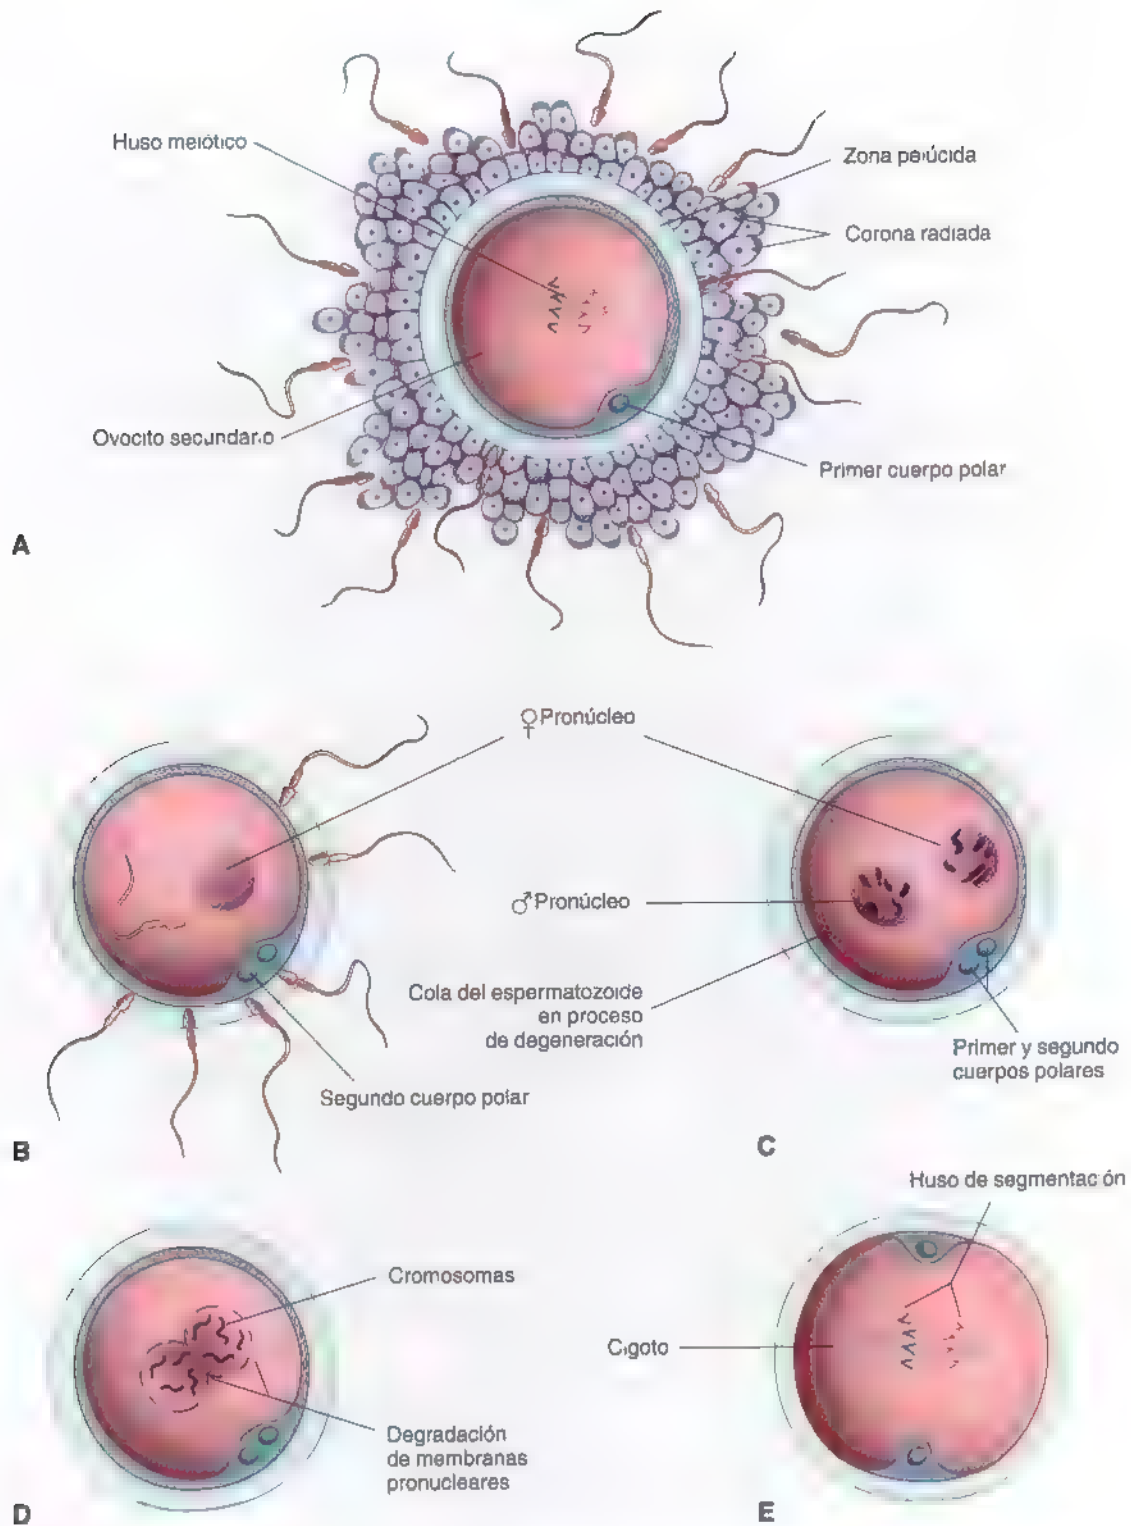 Huso meiótico
Zona pelúcida
Corona radiada
Ovocito secundario
Primer cuerpo polar
A
♀ Pronúcleo
♂ Pronúcleo
Cola del espermatozoide
en proceso
de degeneración
Primer y segundo
cuerpos polares
Segundo cuerpo polar
B
C
Huso de segmentación
Cromosomas
Cigoto
Degradación
de membranas
pronucleares
D
E